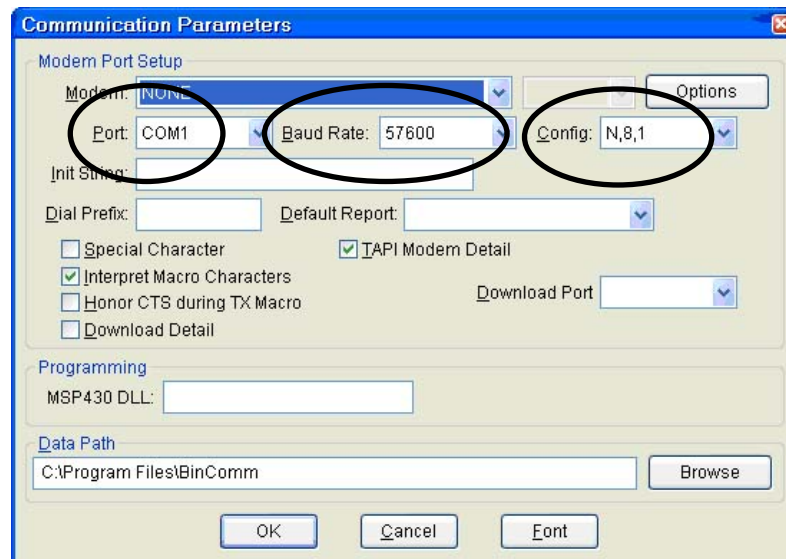 Communication Parameters
Modem Port Setup
Modem: NONE Options
Port: COM1 Baud Rate: 57600 Config: N,8,1
Init String:
Dial Prefix: Default Report:
Special Character TAPI Modem Detail
Interpret Macro Characters
Honor CTS during TX Macro Download Port
Download Detail
Programming
MSP430 DLL:
Data Path
C:\Program Files\BinComm Browse
OK Cancel Font